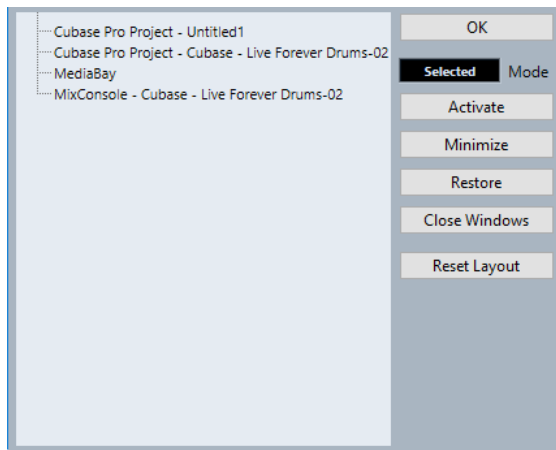 Cubase Pro Project - Untitled1
Cubase Pro Project - Cubase - Live Forever Drums-02
MediaBay
MixConsole - Cubase - Live Forever Drums-02
OK
Selected Mode
Activate
Minimize
Restore
Close Windows
Reset Layout